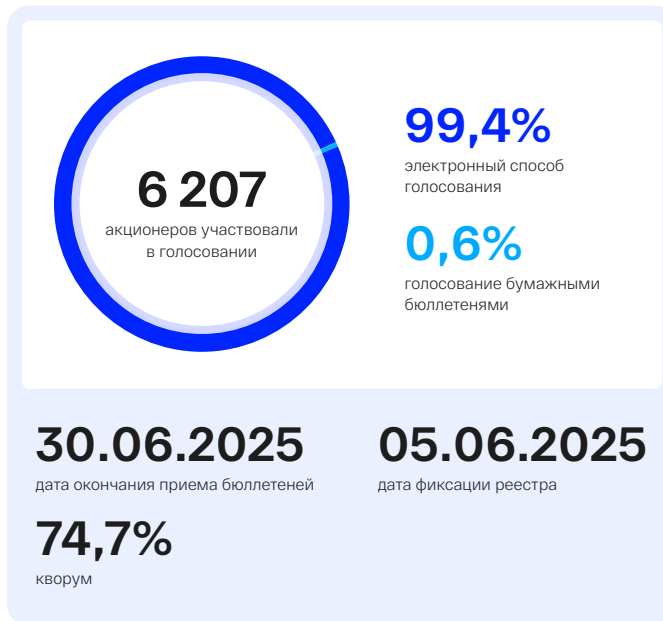 6 207
акционеров участвовали
в голосовании
99,4%
электронный способ
голосования
0,6%
голосование бумажными
бюллетенями
30.06.2025
дата окончания приема бюллетеней
05.06.2025
дата фиксации реестра
74,7%
кворум